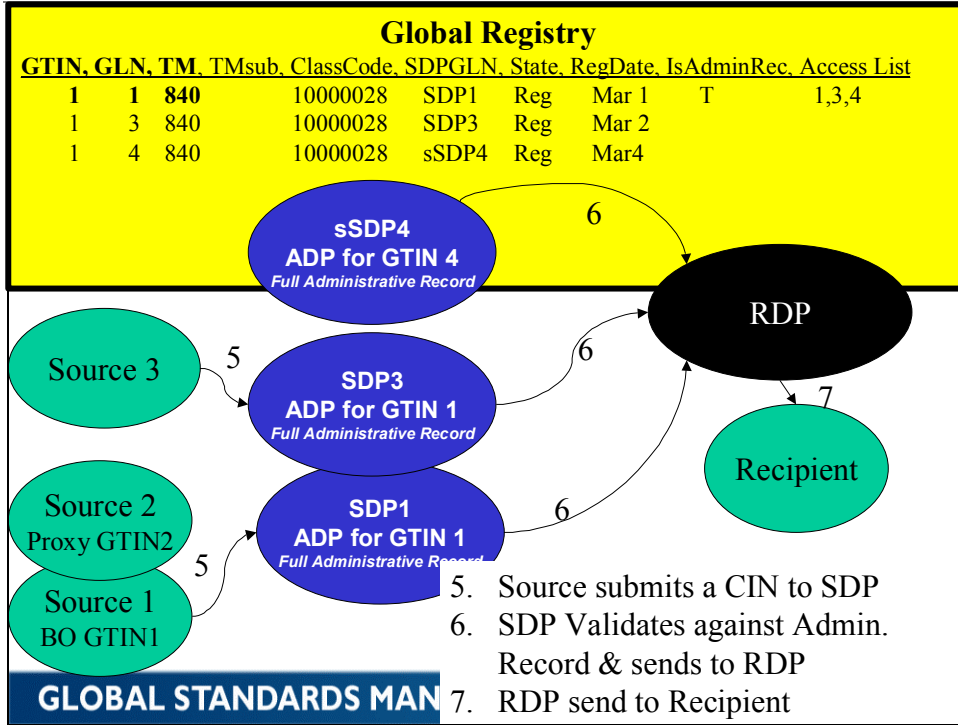 Global Registry
GTIN, GLN, TM, TMsub, ClassCode, SDPGLN, State, RegDate, IsAdminRec, Access List
1 1 840 10000028 SDP1 Reg Mar 1 T 1,3,4
1 3 840 10000028 SDP3 Reg Mar 2
1 4 840 10000028 sSDP4 Reg Mar4
6
sSDP4
ADP for GTIN 4
Full Administrative Record
RDP
Source 3
5
SDP3
ADP for GTIN 1
Full Administrative Record
6
7
Recipient
Source 2
Proxy GTIN2
Source 1
BO GTIN1
5
SDP1
ADP for GTIN 1
Full Administrative Record
6
5. Source submits a CIN to SDP
6. SDP Validates against Admin.
Record & sends to RDP
7. RDP send to Recipient
GLOBAL STANDARDS MAN